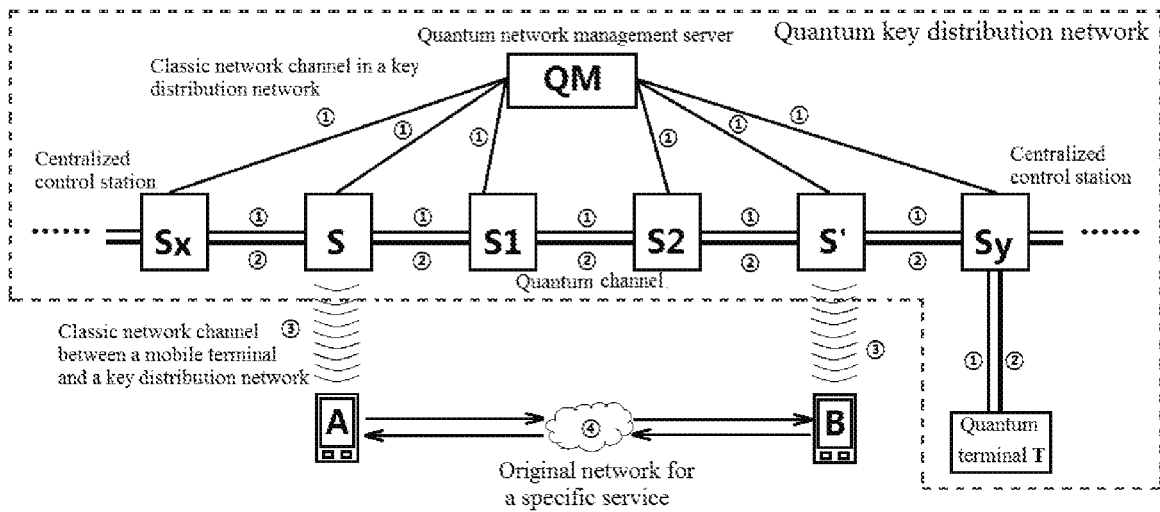 Quantum network management server
Quantum key distribution network
Classic network channel in a key
distribution network
QM
① ① ① ① ① ①
Centralized
control station
Centralized
control station
...... Sx ① S ① S1 ① S2 ① S' ① Sy ......
② ② ② ② ②
Quantum channel
Classic network channel
between a mobile terminal
and a key distribution network
③
③
① ②
A ④ B
Quantum
terminal T
Original network for
a specific service